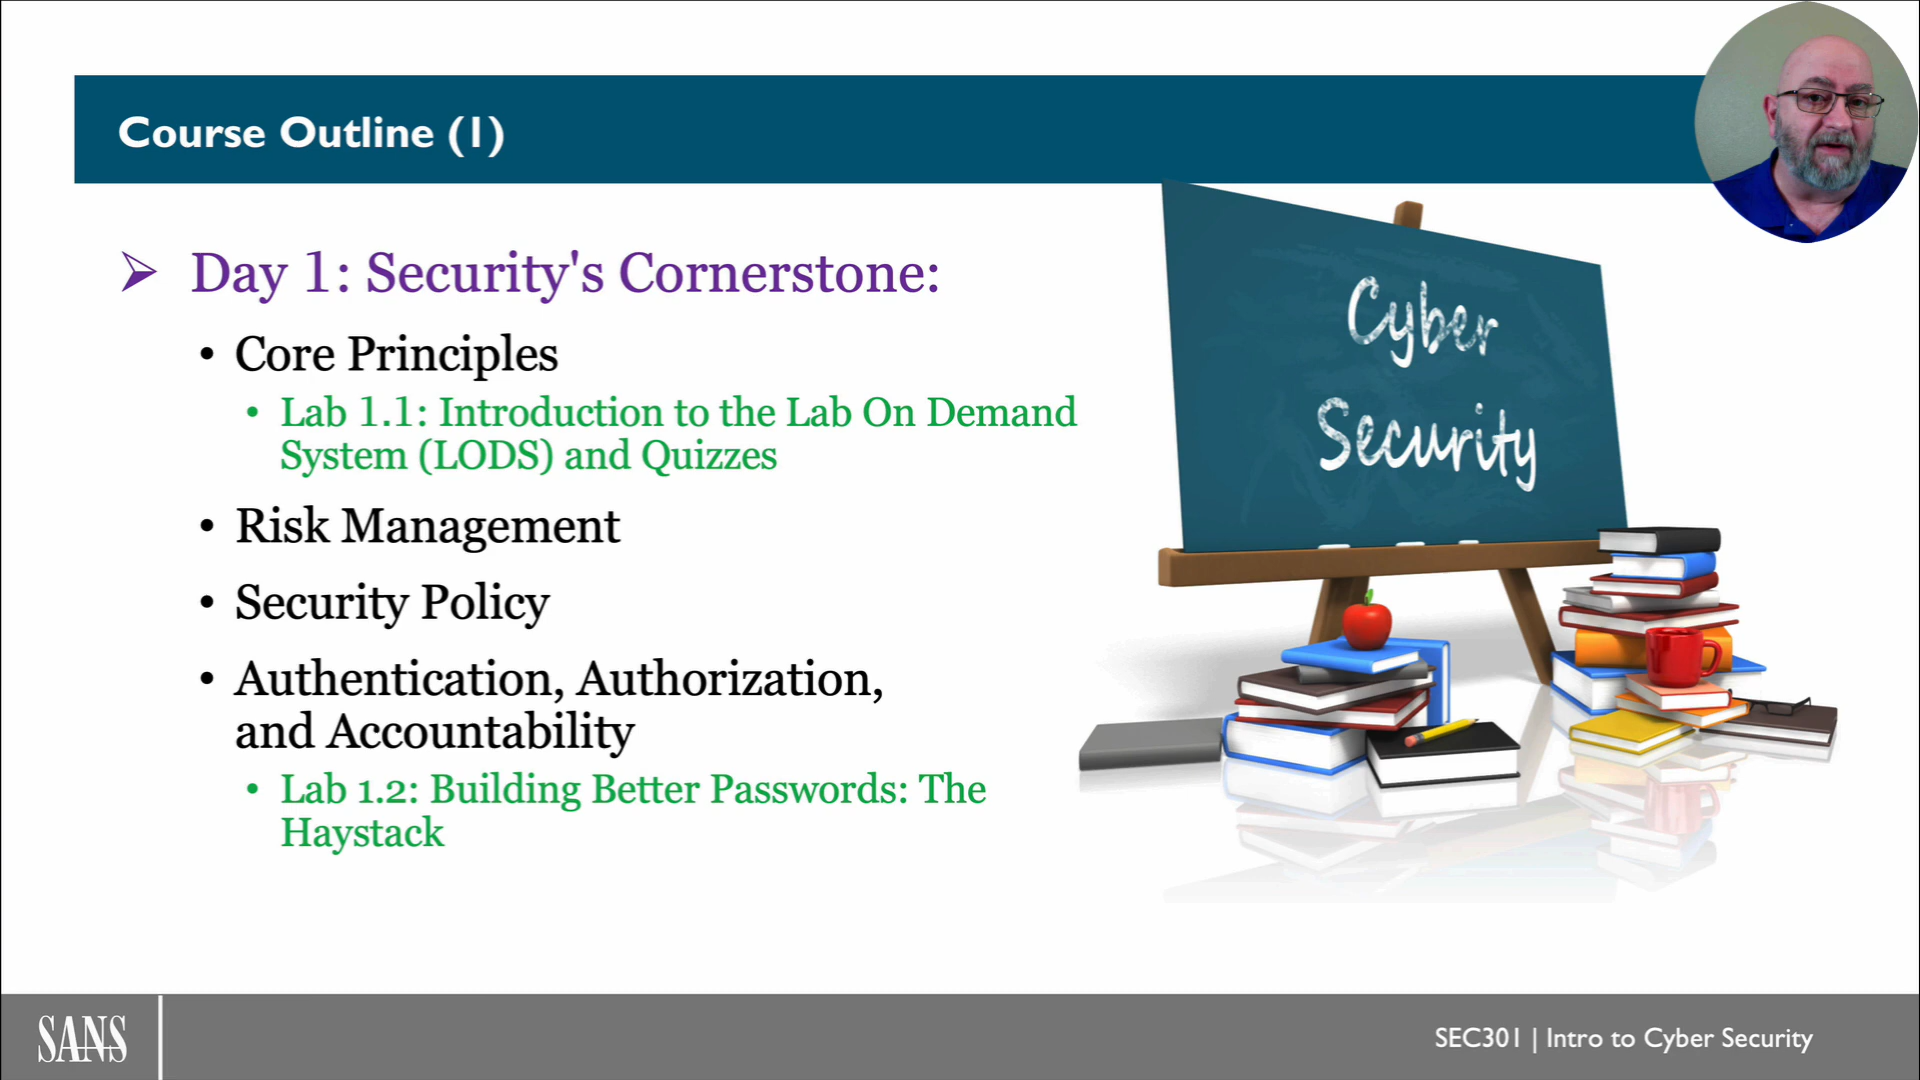 Course Outline (1)
Day 1: Security's Cornerstone:
• Core Principles
• Lab 1.1: Introduction to the Lab On Demand
System (LODS) and Quizzes
• Risk Management
• Security Policy
• Authentication, Authorization,
and Accountability
• Lab 1.2: Building Better Passwords: The
Haystack
Cyber
Security
SANS
SEC301 | Intro to Cyber Security